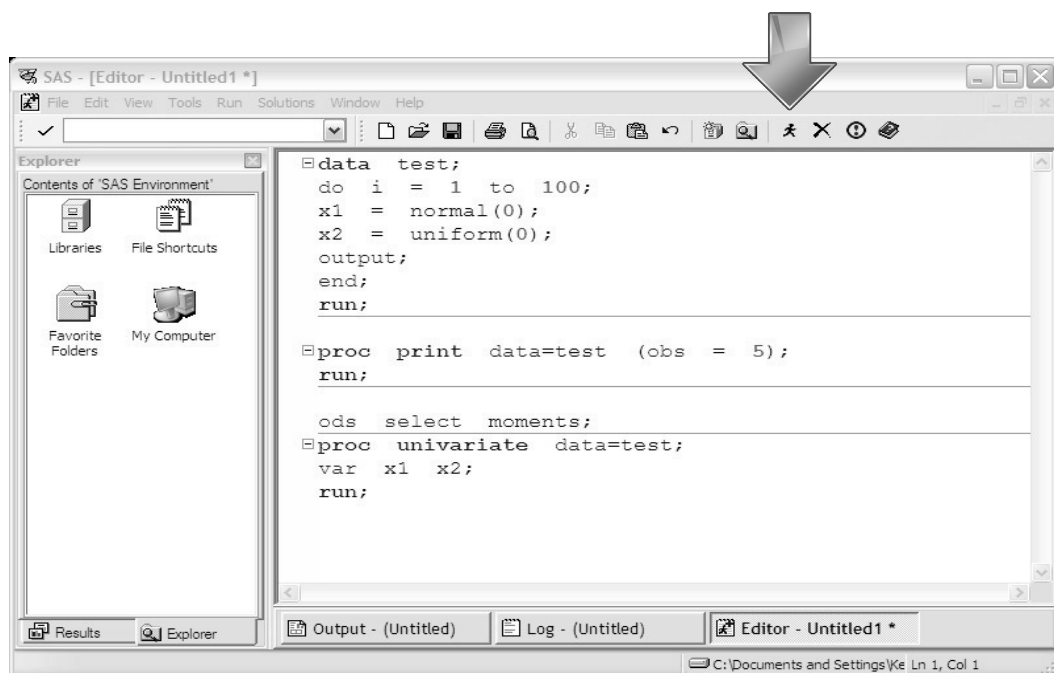 SAS - [Editor - Untitled1 *]
File Edit View Tools Run Solutions Window Help
Explorer
Contents of 'SAS Environment'
Libraries
File Shortcuts
Favorite Folders
My Computer
data test;
do i = 1 to 100;
x1 = normal(0);
x2 = uniform(0);
output;
end;
run;
proc print data=test (obs = 5);
run;
ods select moments;
proc univariate data=test;
var x1 x2;
run;
Results
Explorer
Output - (Untitled)
Log - (Untitled)
Editor - Untitled1 *
C:\Documents and Settings\Ke
Ln 1, Col 1